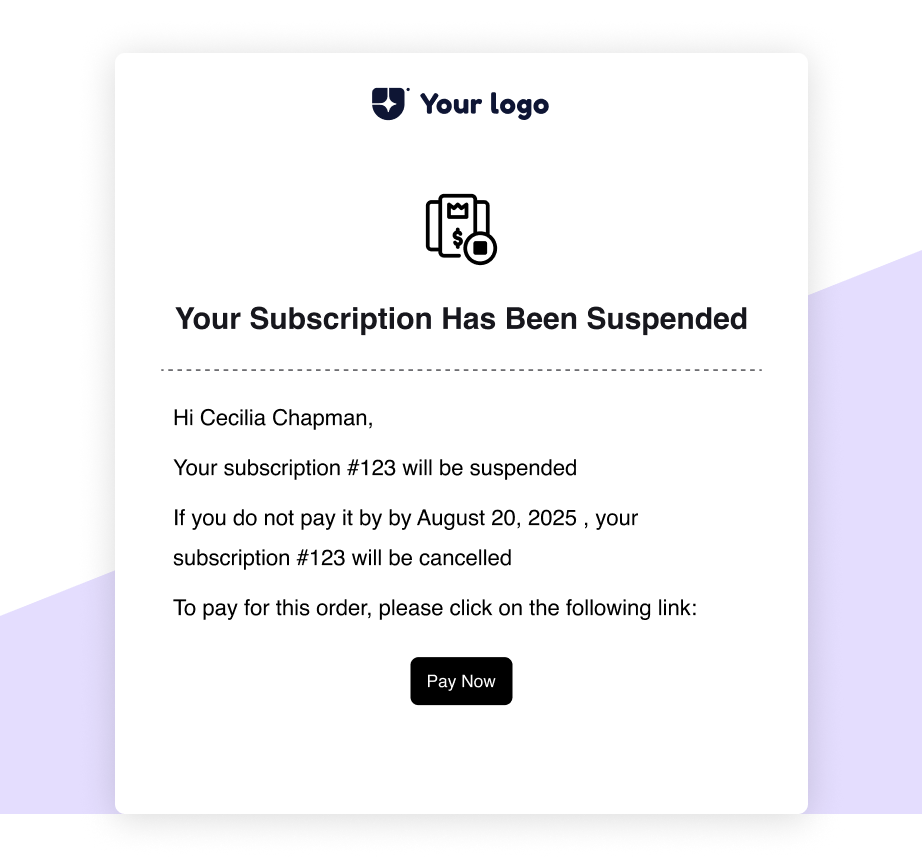 Your logo
$
Your Subscription Has Been Suspended
Hi Cecilia Chapman,
Your subscription #123 will be suspended
If you do not pay it by by August 20, 2025 , your
subscription #123 will be cancelled
To pay for this order, please click on the following link:
Pay Now